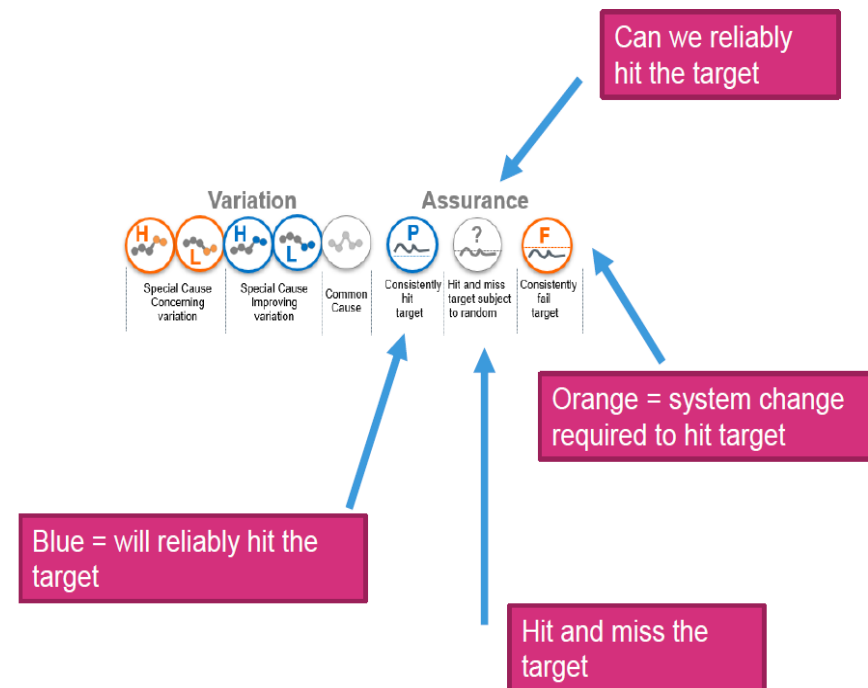 Can we reliably
hit the target
Variation
Assurance
H
L
H
L
P
?
F
Special Cause
Concerning
variation
Special Cause
Improving
variation
Common
Cause
Consistently
hit
target
Hit and miss
target subject
to random
Consistently
fail
target
Orange = system change
required to hit target
Blue = will reliably hit the
target
Hit and miss the
target